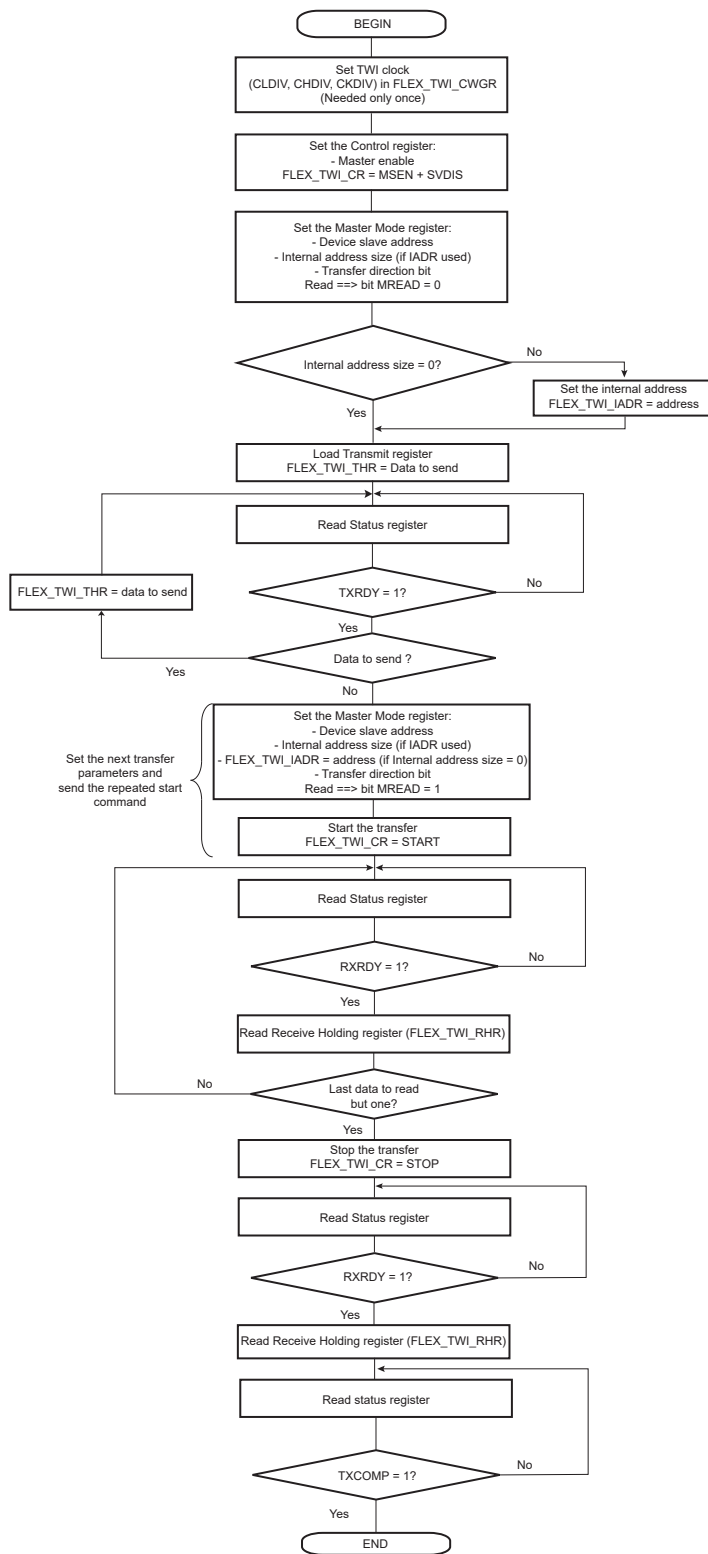 BEGIN
Set TWI clock
(CLDIV, CHDIV, CKDIV) in FLEX_TWI_CWGR
(Needed only once)
Set the Control register:
- Master enable
FLEX_TWI_CR = MSEN + SVDIS
Set the Master Mode register:
- Device slave address
- Internal address size (if IADR used)
- Transfer direction bit
Read ==> bit MREAD = 0
Internal address size = 0?
No
Set the internal address
FLEX_TWI_IADR = address
Yes
Load Transmit register
FLEX_TWI_THR = Data to send
Read Status register
FLEX_TWI_THR = data to send
TXRDY = 1?
No
Yes
Data to send ?
Yes
No
Set the next transfer
parameters and
send the repeated start
command
Set the Master Mode register:
- Device slave address
- Internal address size (if IADR used)
- FLEX_TWI_IADR = address (if Internal address size = 0)
- Transfer direction bit
Read ==> bit MREAD = 1
Start the transfer
FLEX_TWI_CR = START
Read Status register
RXRDY = 1?
No
Yes
Read Receive Holding register (FLEX_TWI_RHR)
No
Last data to read
but one?
Yes
Stop the transfer
FLEX_TWI_CR = STOP
Read Status register
RXRDY = 1?
No
Yes
Read Receive Holding register (FLEX_TWI_RHR)
Read status register
TXCOMP = 1?
No
Yes
END